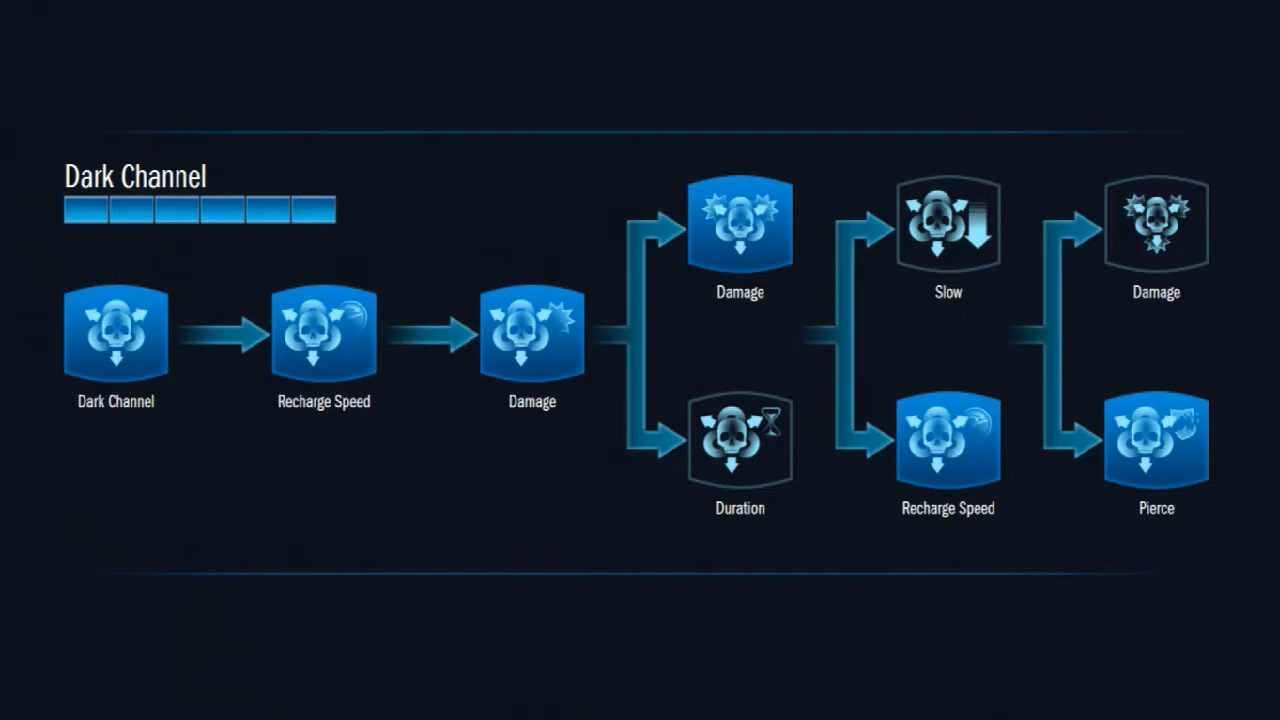 Dark Channel
Damage
Slow
Damage
Dark Channel
Recharge Speed
Damage
Duration
Recharge Speed
Pierce